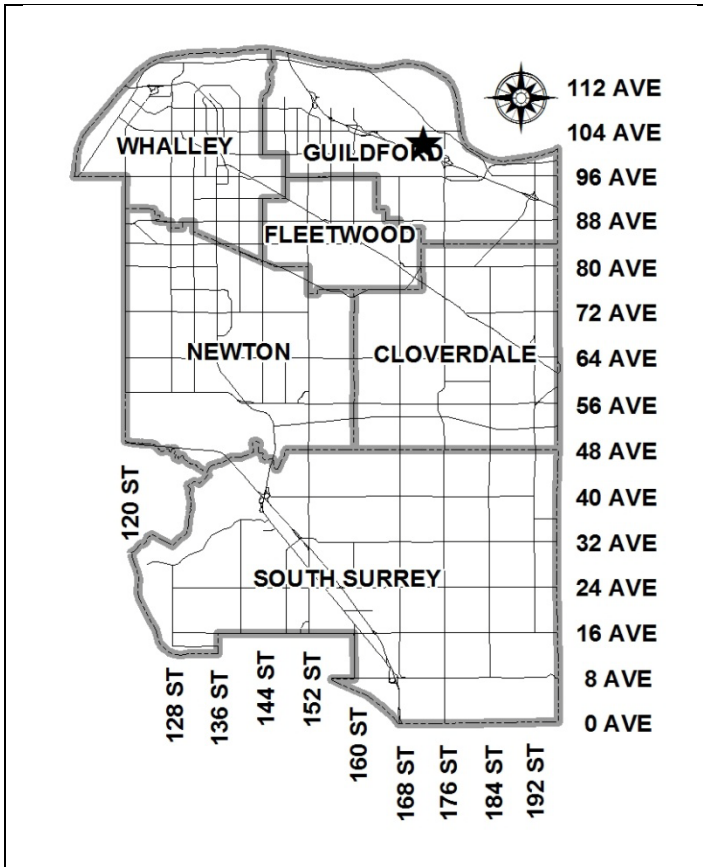 112 AVE
104 AVE
WHALLEY
GUILDFORD
96 AVE
88 AVE
FLEETWOOD
80 AVE
72 AVE
NEWTON
CLOVERDALE
64 AVE
56 AVE
48 AVE
120 ST
40 AVE
32 AVE
SOUTH SURREY
24 AVE
16 AVE
128 ST
136 ST
144 ST
152 ST
160 ST
168 ST
176 ST
184 ST
192 ST
8 AVE
0 AVE